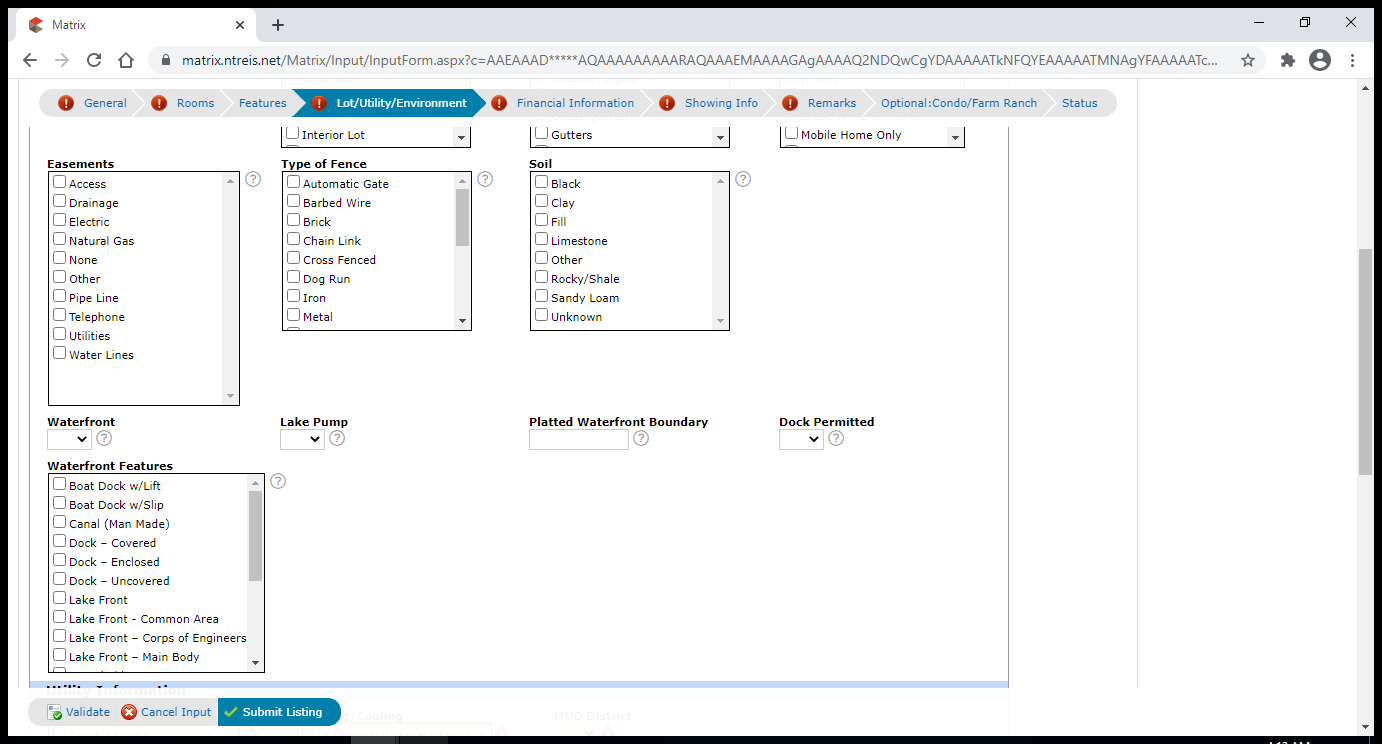 Matrix
matrix.ntreis.net/Matrix/Input/InputForm.aspx?c=AAEAAAD*****AQAAAAAAAAARAQAAAEMAAAAGAgAAAAQ2NDQwCgYDAAAAATkNFQYEAAAAATMNAgYFAAAAATc...
General Rooms Features Lot/Utility/Environment Financial Information Showing Info Remarks Optional:Condo/Farm Ranch Status
Interior Lot Gutters Mobile Home Only
Easements Type of Fence Soil
Access Automatic Gate Black
Drainage Barbed Wire Clay
Electric Brick Fill
Natural Gas Chain Link Limestone
None Cross Fenced Other
Other Dog Run Rocky/Shale
Pipe Line Iron Sandy Loam
Telephone Metal Unknown
Utilities
Water Lines
Waterfront Lake Pump Platted Waterfront Boundary Dock Permitted
Waterfront Features
Boat Dock w/Lift
Boat Dock w/Slip
Canal (Man Made)
Dock – Covered
Dock – Enclosed
Dock – Uncovered
Lake Front
Lake Front - Common Area
Lake Front – Corps of Engineers
Lake Front – Main Body
Utility Information
Validate Cancel Input Submit Listing
/Cooling MUD District